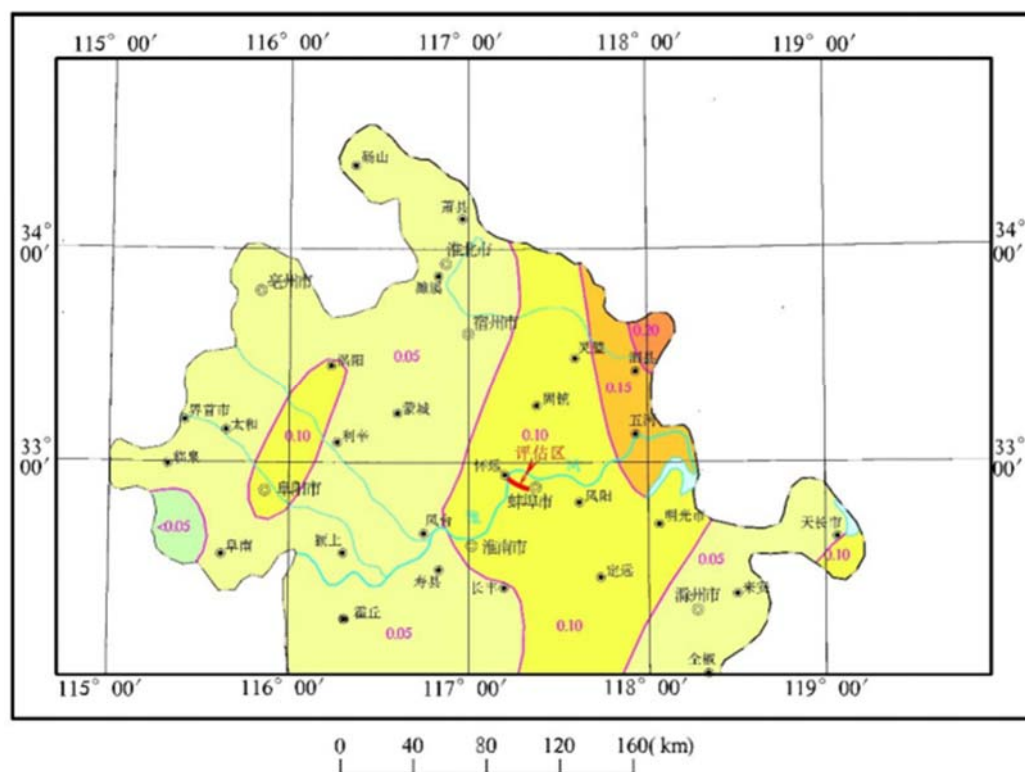 115° 00′ 116° 00′ 117° 00′ 118° 00′ 119° 00′
砀山
萧县
34° 00′
34° 00′
淮北市
濉溪
亳州市
宿州市
0.20
0.05
灵璧
泗县
涡阳
0.15
固镇
蒙城
界首市
太和
0.10
利辛
0.10
五河
评估区
33° 00′
33° 00′
临泉
怀远
河
阜阳市
蚌埠市
凤阳
<0.05
淮
明光市
天长市
凤台
阜南
颍上
淮南市
0.05
0.10
寿县
长丰
定远
来安
滁州市
霍丘
0.05
0.10
全椒
115° 00′ 116° 00′ 117° 00′ 118° 00′ 119° 00′
0 40 80 120 160( km)